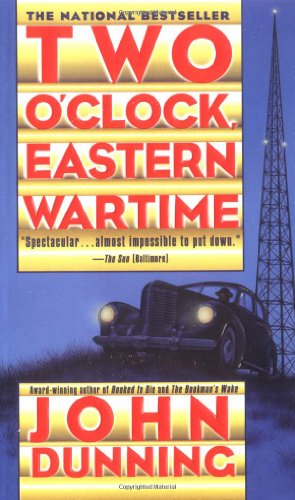 THE NATIONAL BESTSELLER
TWO
O'CLOCK,
EASTERN
WARTIME
"Spectacular...almost impossible to put down."
—The Sun (Baltimore)
Award-winning author of Booked to Die and The Bookman's Wake
JOHN
DUNNING